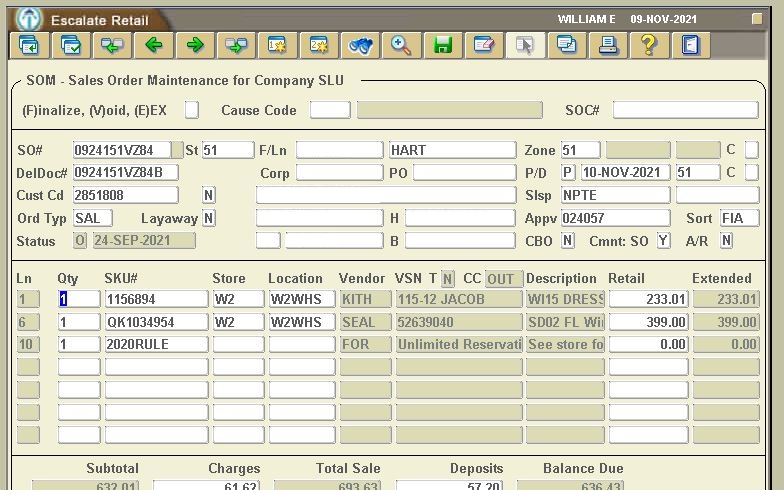 Escalate Retail WILLIAM E 09-NOV-2021
SOM - Sales Order Maintenance for Company SLU
(F)inalize, (V)oid, (E)EX Cause Code SOC#
SO# 0924151VZ84 St 51 F/Ln HART Zone 51 C
DelDoc# 0924151VZ84B Corp PO P/D P 10-NOV-2021 51 C
Cust Cd 2851808 N Slsp NPTE
Ord Typ SAL Layaway N H Appv 024057 Sort FIA
Status O 24-SEP-2021 B CBO N Cmnt: SO Y A/R N
Ln Qty SKU# Store Location Vendor VSN T N CC OUT Description Retail Extended
1 1 1156894 W2 W2WHS KITH 115-12 JACOB WI15 DRESS 233.01 233.01
6 1 QK1034954 W2 W2WHS SEAL 52639040 SD02 FL Wi 399.00 399.00
10 1 2020RULE FOR Unlimited Reservati See store fo 0.00 0.00
Subtotal Charges Total Sale Deposits Balance Due
632.01 61.62 693.63 57.20 636.43